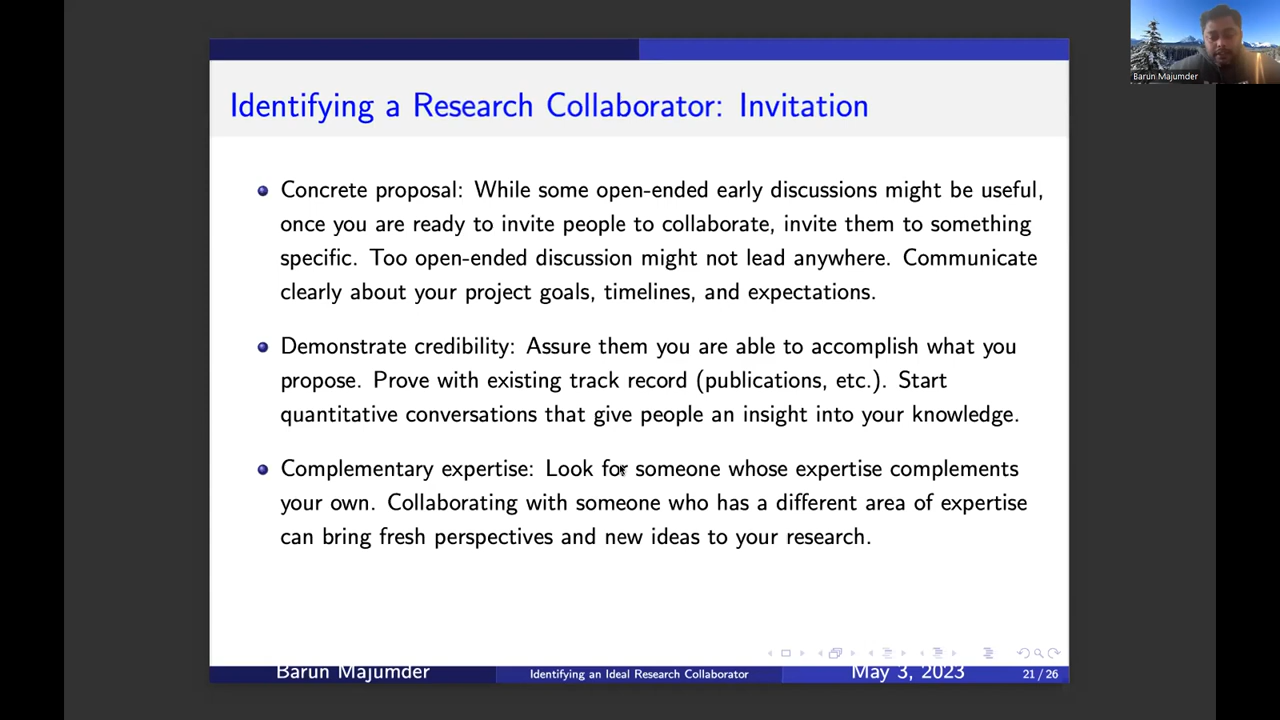 Barun Majumder
Identifying a Research Collaborator: Invitation
Concrete proposal: While some open-ended early discussions might be useful,
once you are ready to invite people to collaborate, invite them to something
specific. Too open-ended discussion might not lead anywhere. Communicate
clearly about your project goals, timelines, and expectations.
Demonstrate credibility: Assure them you are able to accomplish what you
propose. Prove with existing track record (publications, etc.). Start
quantitative conversations that give people an insight into your knowledge.
Complementary expertise: Look for someone whose expertise complements
your own. Collaborating with someone who has a different area of expertise
can bring fresh perspectives and new ideas to your research.
Barun Majumder Identifying an Ideal Research Collaborator May 3, 2023 21 / 26